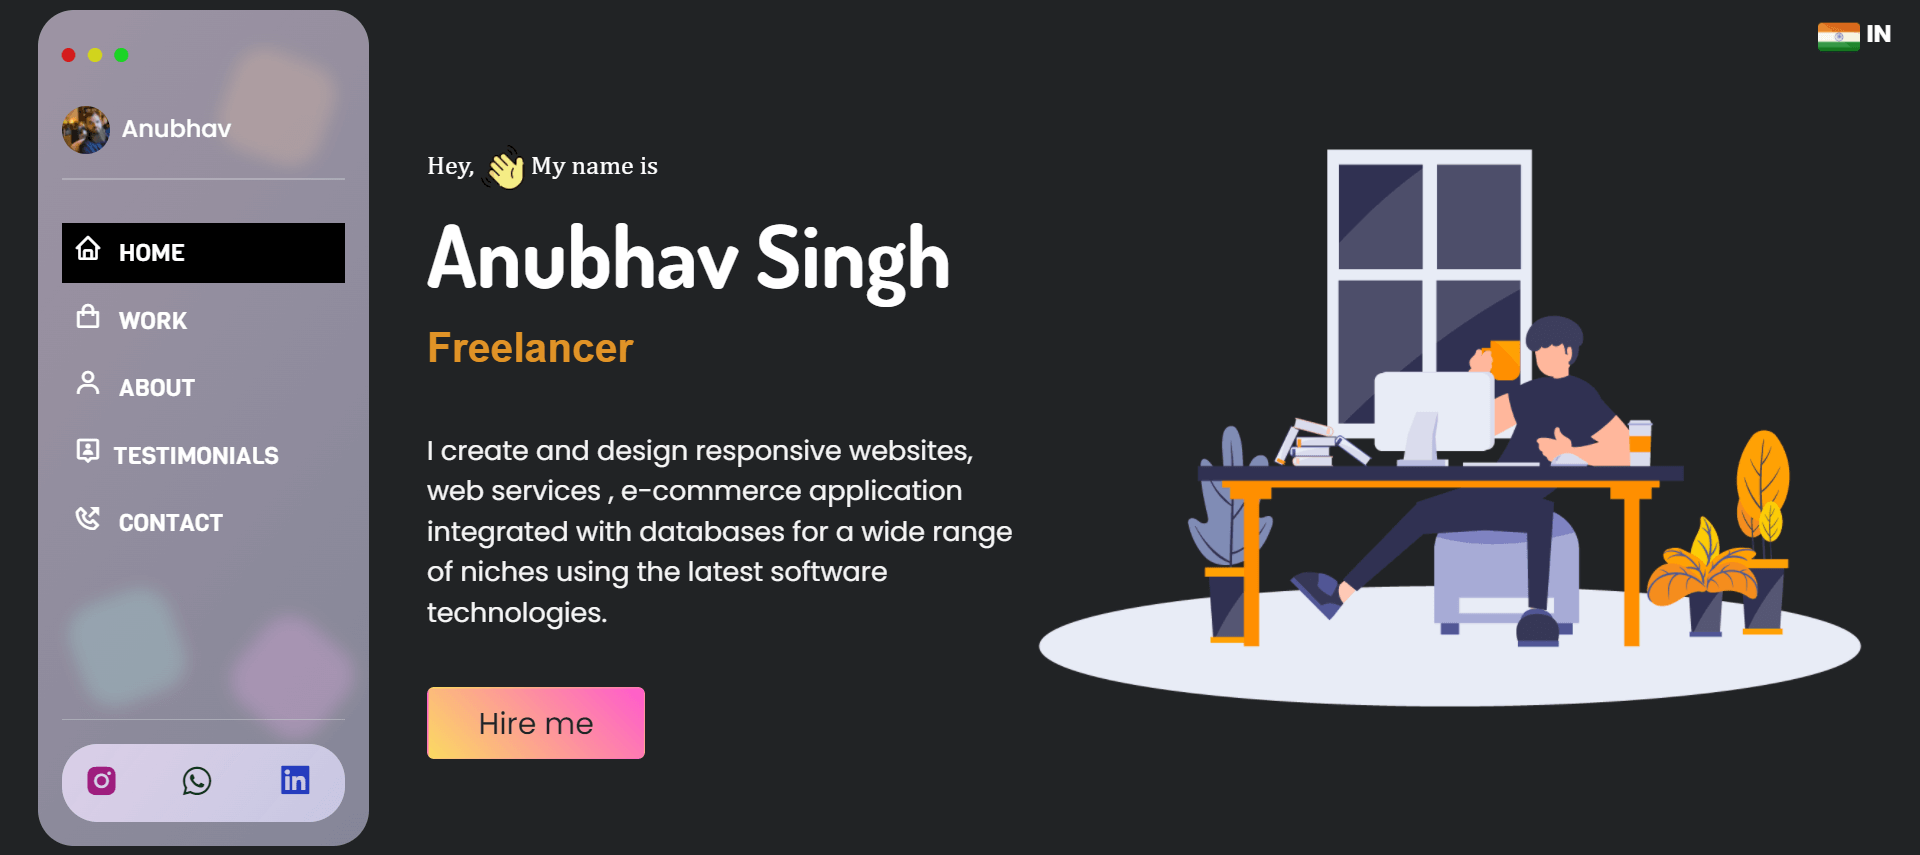 IN
Anubhav
HOME
WORK
ABOUT
TESTIMONIALS
CONTACT
Hey, 👋 My name is
Anubhav Singh
Freelancer
I create and design responsive websites,
web services , e-commerce application
integrated with databases for a wide range
of niches using the latest software
technologies.
Hire me
in